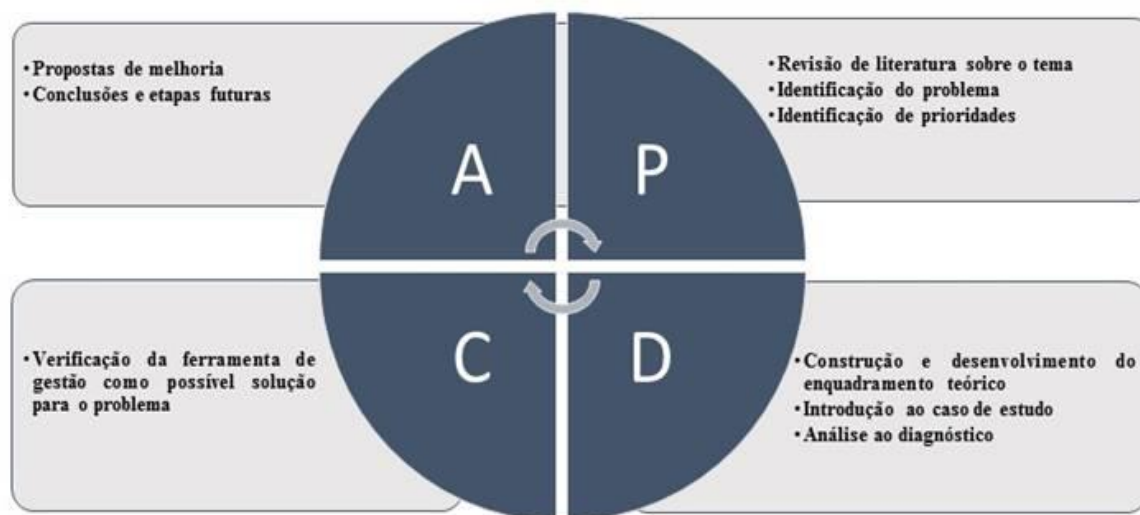 • Propostas de melhoria
• Conclusões e etapas futuras
A
P
• Revisão de literatura sobre o tema
• Identificação do problema
• Identificação de prioridades
C
• Verificação da ferramenta de
gestão como possível solução
para o problema
D
• Construção e desenvolvimento do
enquadramento teórico
• Introdução ao caso de estudo
• Análise ao diagnóstico